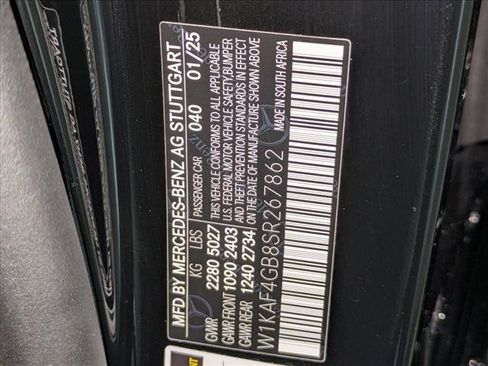 MFD BY MERCEDES-BENZ AG STUTTGART
PASSENGER CAR 040 01/25
KG LBS
GVWR 2280 5027
GAWR FRONT 1090 2403
GAWR REAR 1240 2734
THIS VEHICLE CONFORMS TO ALL APPLICABLE
U.S. FEDERAL MOTOR VEHICLE SAFETY, BUMPER
AND THEFT PREVENTION STANDARDS IN EFFECT
ON THE DATE OF MANUFACTURE SHOWN ABOVE
W1KAF4GB8SR267862
MADE IN SOUTH AFRICA